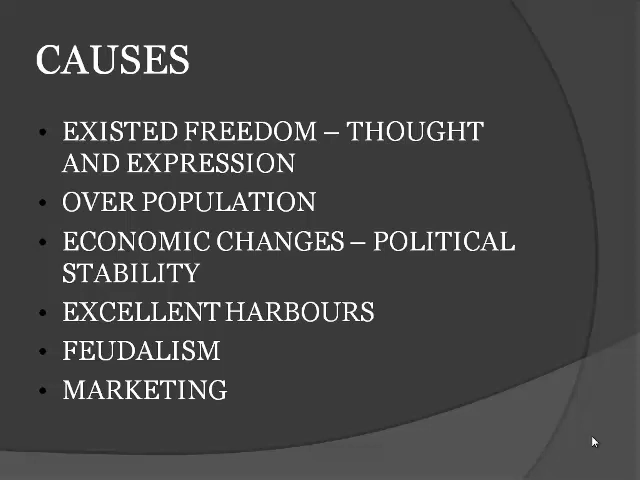 CAUSES
• EXISTED FREEDOM – THOUGHT
AND EXPRESSION
• OVER POPULATION
• ECONOMIC CHANGES – POLITICAL
STABILITY
• EXCELLENT HARBOURS
• FEUDALISM
• MARKETING